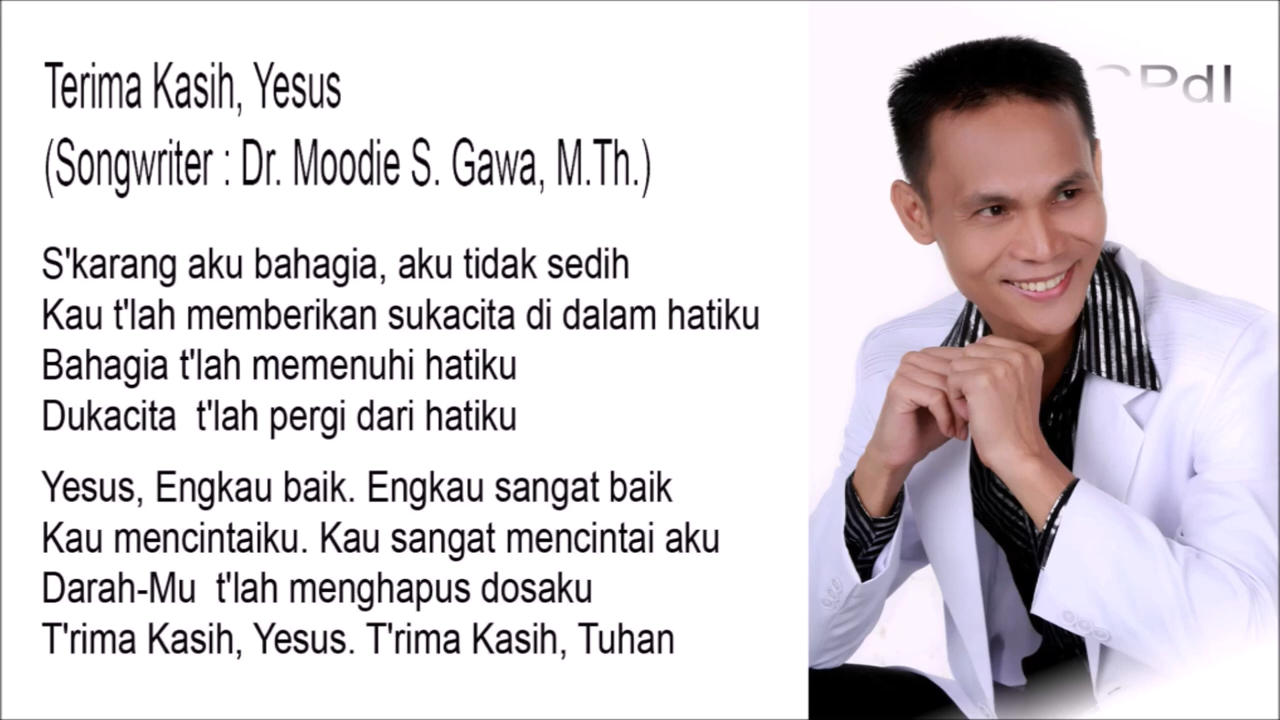 Terima Kasih, Yesus
(Songwriter : Dr. Moodie S. Gawa, M.Th.)
S'karang aku bahagia, aku tidak sedih
Kau t'lah memberikan sukacita di dalam hatiku
Bahagia t'lah memenuhi hatiku
Dukacita t'lah pergi dari hatiku
Yesus, Engkau baik. Engkau sangat baik
Kau mencintaiku. Kau sangat mencintai aku
Darah-Mu t'lah menghapus dosaku
T'rima Kasih, Yesus. T'rima Kasih, Tuhan